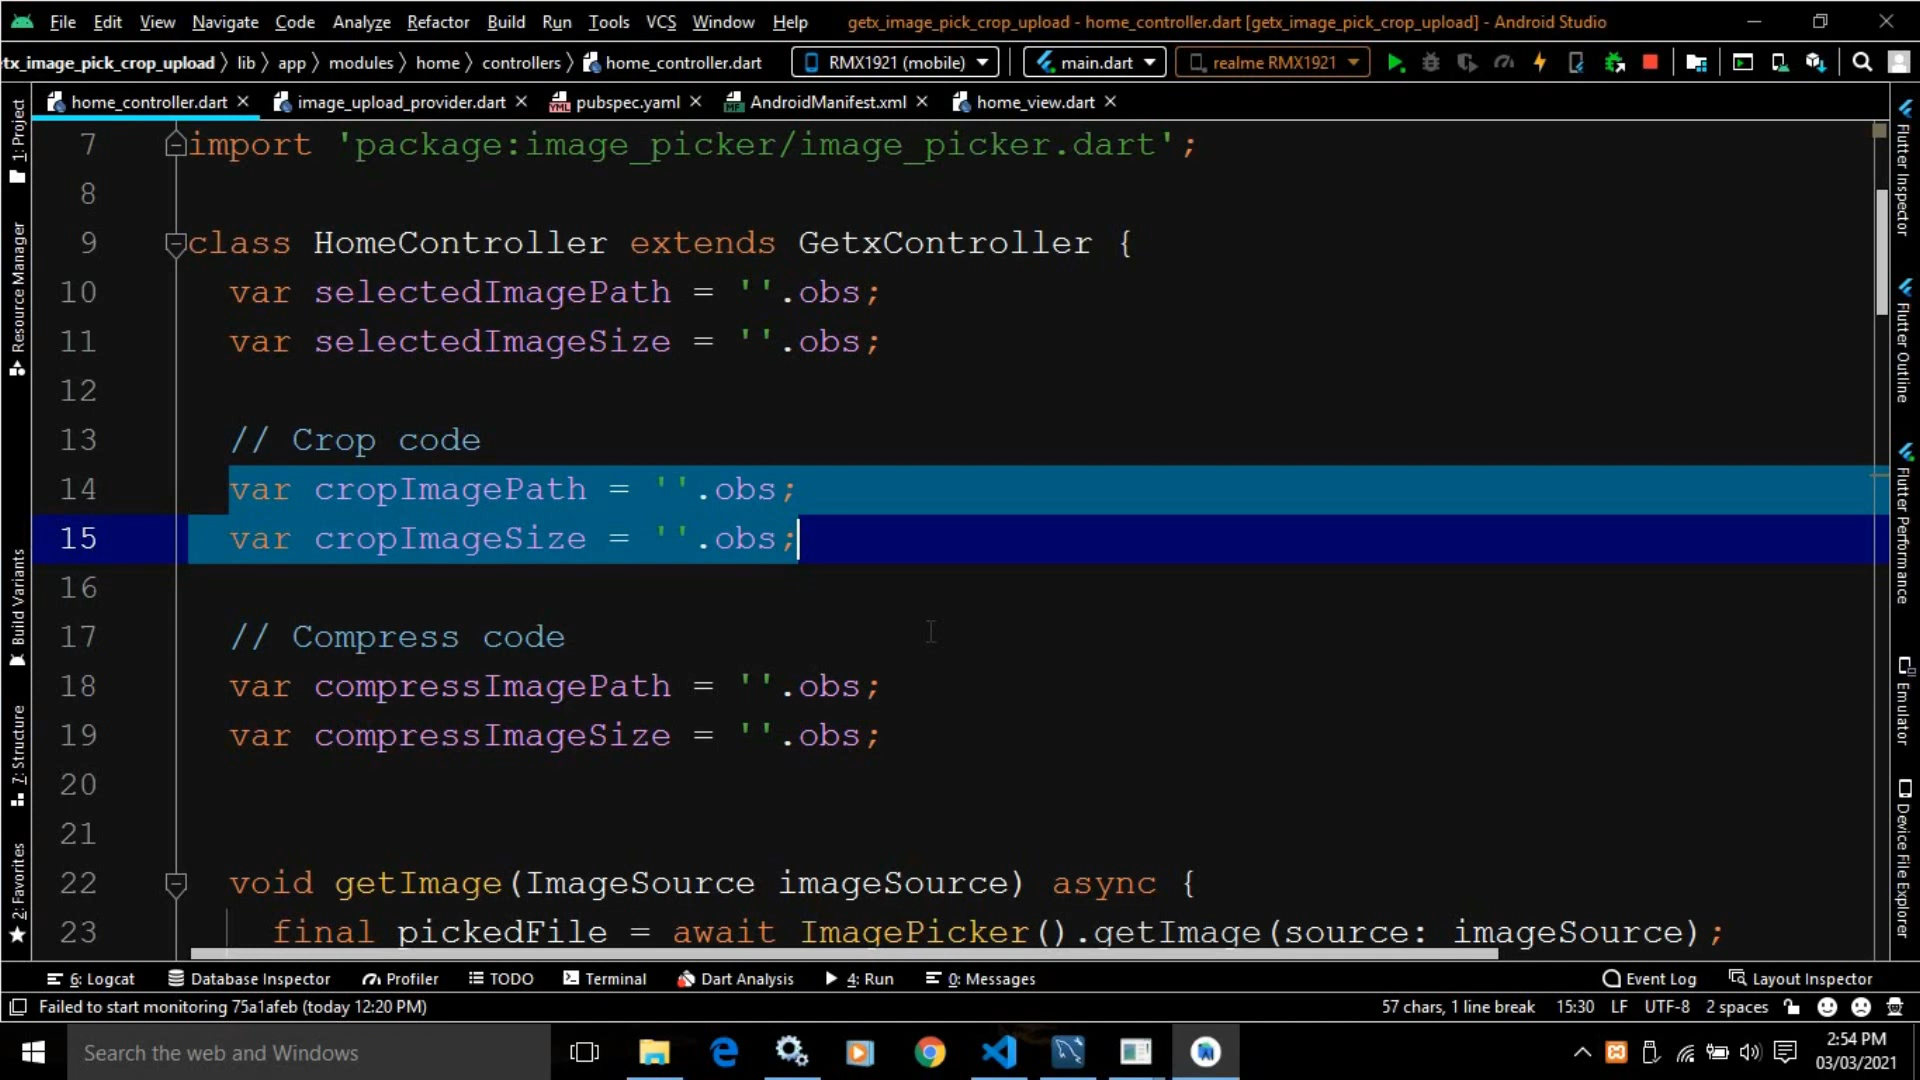 File Edit View Navigate Code Analyze Refactor Build Run Tools VCS Window Help getx_image_pick_crop_upload - home_controller.dart [getx_image_pick_crop_upload] - Android Studio
tx_image_pick_crop_upload lib app modules home controllers home_controller.dart RMX1921 (mobile) main.dart realme RMX1921
home_controller.dart image_upload_provider.dart pubspec.yaml AndroidManifest.xml home_view.dart
7 import 'package:image_picker/image_picker.dart';
8
9 class HomeController extends GetxController {
10 var selectedImagePath = ''.obs;
11 var selectedImageSize = ''.obs;
12
13 // Crop code
14 var cropImagePath = ''.obs;
15 var cropImageSize = ''.obs;
16
17 // Compress code
18 var compressImagePath = ''.obs;
19 var compressImageSize = ''.obs;
20
21
22 void getImage(ImageSource imageSource) async {
23 final pickedFile = await ImagePicker().getImage(source: imageSource);
1: Project
Resource Manager
Build Variants
7: Structure
2: Favorites
Flutter Inspector
Flutter Outline
Flutter Performance
Emulator
Device File Explorer
6: Logcat Database Inspector Profiler TODO Terminal Dart Analysis 4: Run 0: Messages Event Log Layout Inspector
Failed to start monitoring 75a1afeb (today 12:20 PM) 57 chars, 1 line break 15:30 LF UTF-8 2 spaces
Search the web and Windows
2:54 PM
03/03/2021